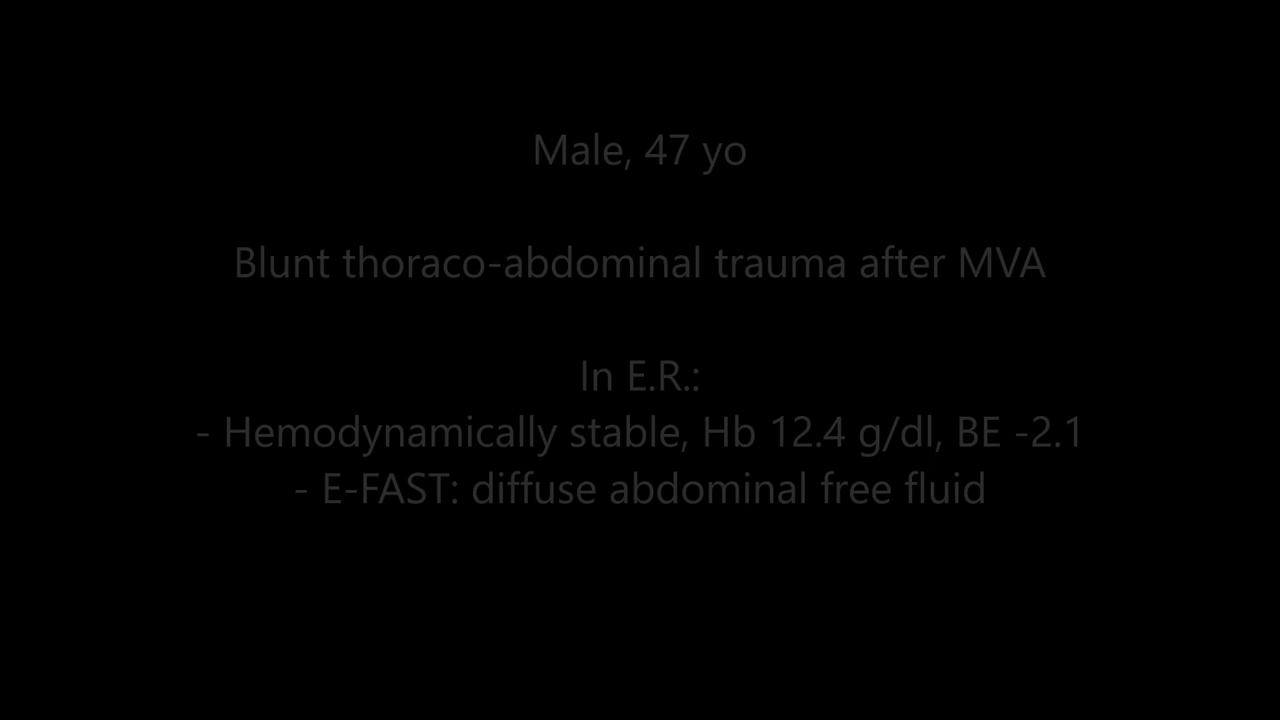 Male, 47 yo
Blunt thoraco-abdominal trauma after MVA
In E.R.:
- Hemodynamically stable, Hb 12.4 g/dl, BE -2.1
- E-FAST: diffuse abdominal free fluid